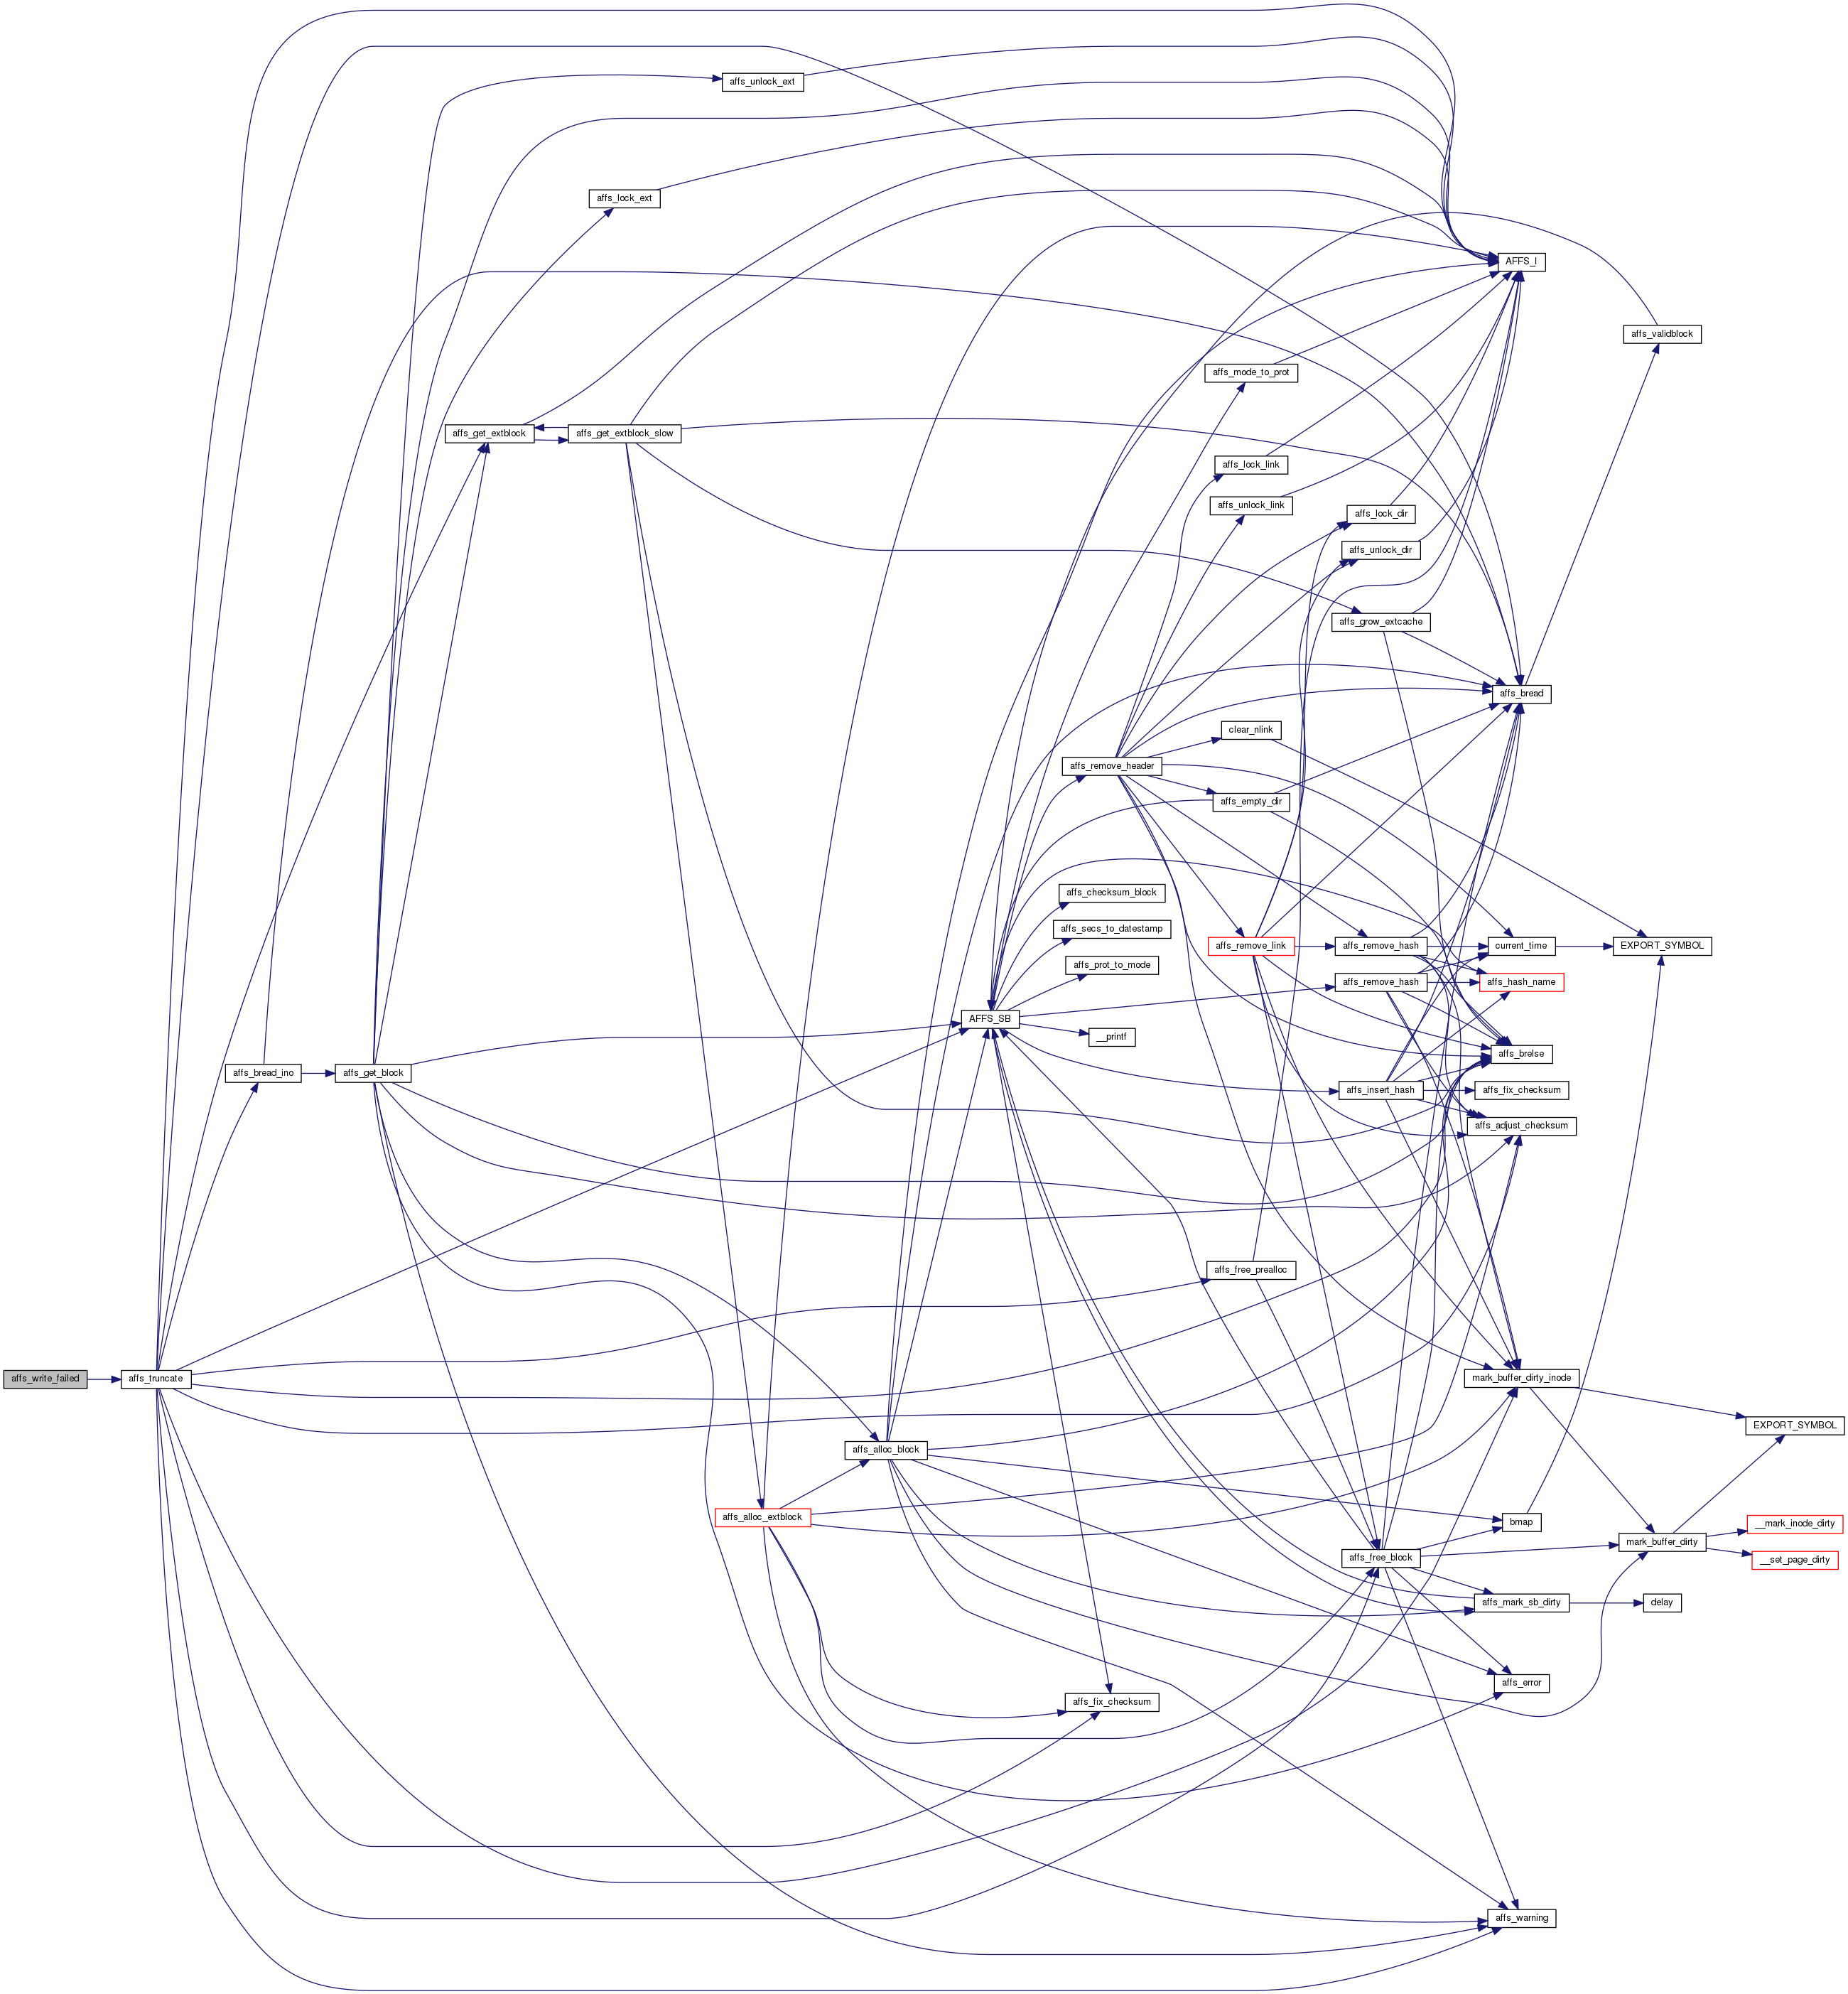 affs_unlock_ext
affs_lock_ext
AFFS_I
affs_validblock
affs_mode_to_prot
affs_get_extblock
affs_get_extblock_slow
affs_lock_link
affs_unlock_link
affs_lock_dir
affs_unlock_dir
affs_grow_extcache
affs_bread
clear_nlink
affs_remove_header
affs_empty_dir
affs_checksum_block
affs_secs_to_datestamp
affs_remove_link
affs_remove_hash
current_time
EXPORT_SYMBOL
affs_prot_to_mode
affs_remove_hash
affs_hash_name
AFFS_SB
__printf
affs_brelse
affs_bread_ino
affs_get_block
affs_insert_hash
affs_fix_checksum
affs_adjust_checksum
affs_free_prealloc
affs_write_failed
affs_truncate
mark_buffer_dirty_inode
EXPORT_SYMBOL
affs_alloc_block
affs_alloc_extblock
bmap
__mark_inode_dirty
mark_buffer_dirty
affs_free_block
__set_page_dirty
affs_mark_sb_dirty
delay
affs_error
affs_fix_checksum
affs_warning